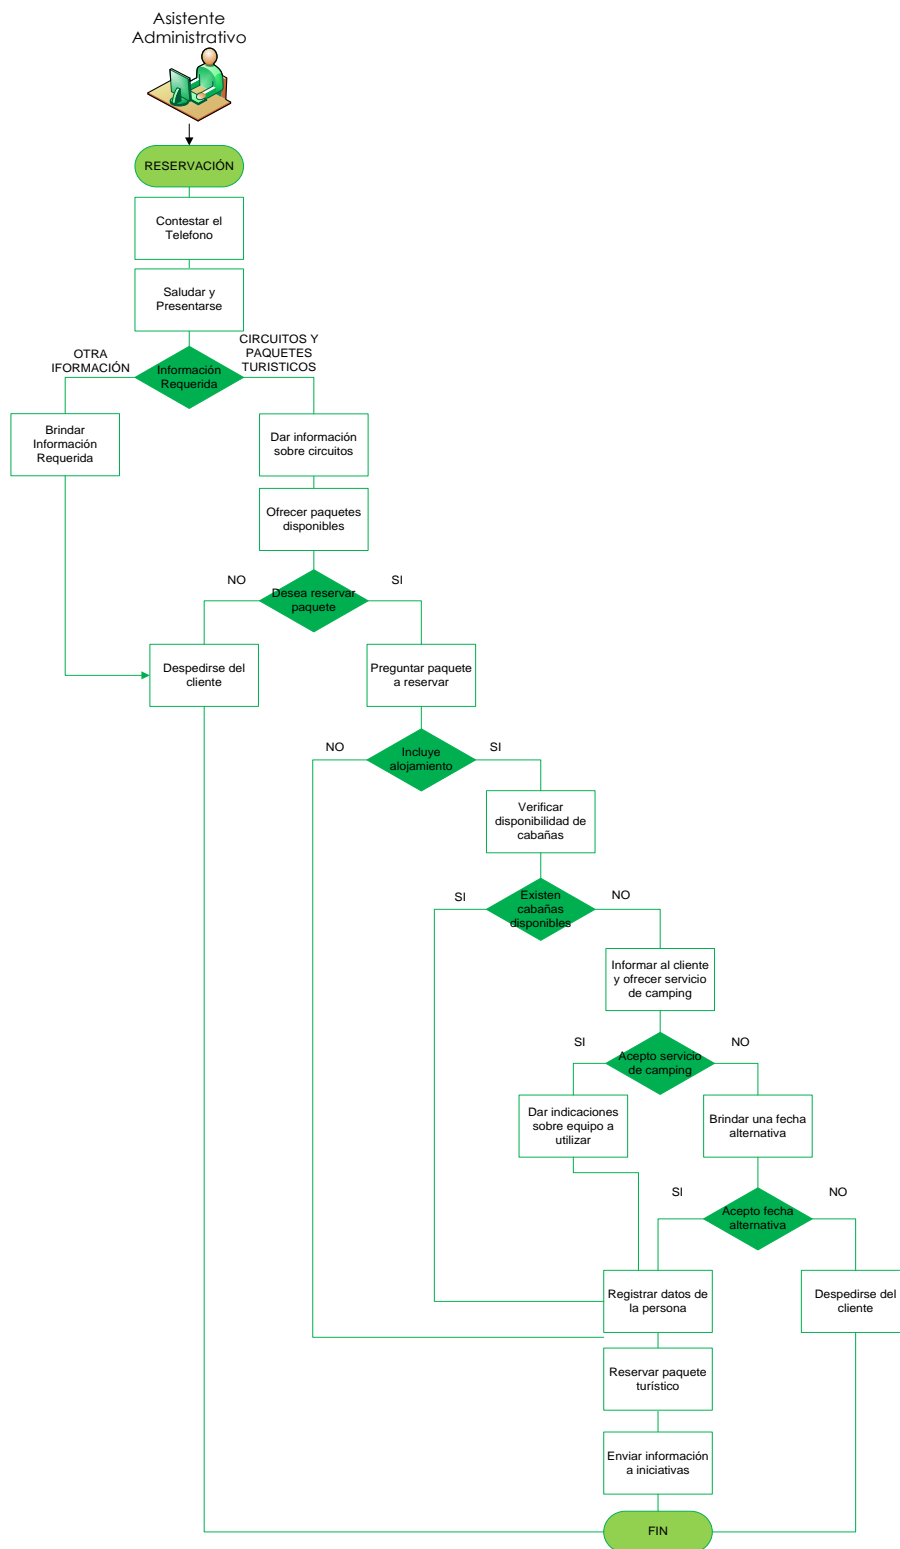 Asistente
Administrativo
RESERVACIÓN
Contestar el
Telefono
Saludar y
Presentarse
OTRA
IFORMACIÓN
CIRCUITOS Y
PAQUETES
TURISTICOS
Información
Requerida
Brindar
Información
Requerida
Dar información
sobre circuitos
Ofrecer paquetes
disponibles
NO
SI
Desea reservar
paquete
Despedirse del
cliente
Preguntar paquete
a reservar
NO
SI
Incluye
alojamiento
Verificar
disponibilidad de
cabañas
SI
NO
Existen
cabañas
disponibles
Informar al cliente
y ofrecer servicio
de camping
SI
NO
Acepto servicio
de camping
Dar indicaciones
sobre equipo a
utilizar
Brindar una fecha
alternativa
SI
NO
Acepto fecha
alternativa
Registrar datos de
la persona
Despedirse del
cliente
Reservar paquete
turístico
Enviar información
a iniciativas
FIN